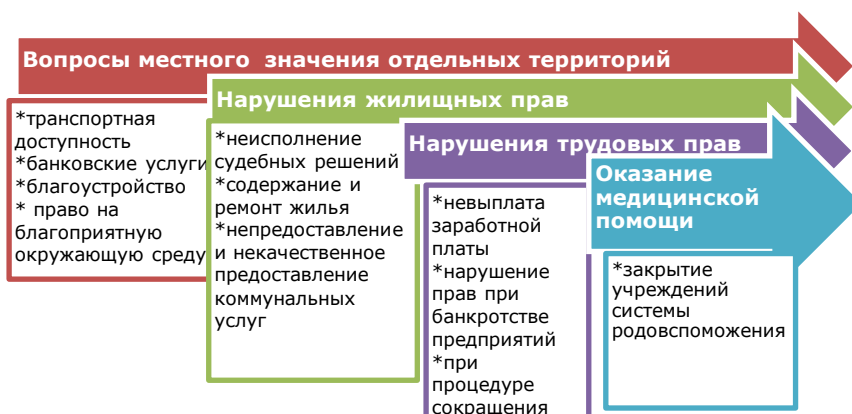 Вопросы местного значения отдельных территорий
*транспортная
доступность
*банковские услуги
*благоустройство
* право на
благоприятную
окружающую среду
Нарушения жилищных прав
*неисполнение
судебных решений
*содержание и
ремонт жилья
*непредоставление
и некачественное
предоставление
коммунальных
услуг
Нарушения трудовых прав
*невыплата
заработной
платы
*нарушение
прав при
банкротстве
предприятий
*при
процедуре
сокращения
Оказание
медицинской
помощи
*закрытие
учреждений
системы
родовспоможения